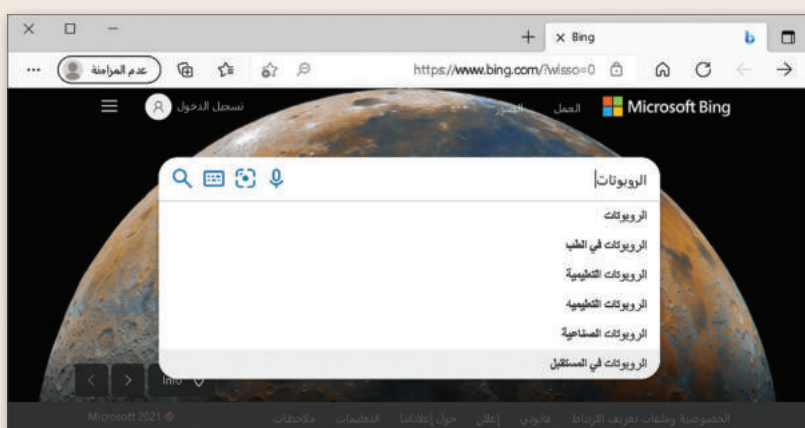 Bing
https://www.bing.com/?wlsso=0
عدم المزامنة
Microsoft Bing
العمل
الصور
تسجيل الدخول
الروبوتات
الروبوتات
الروبوتات في الطب
الروبوتات التعليمية
الروبوتات التعليميه
الروبوتات الصناعية
الروبوتات في المستقبل
Info
الخصوصية وملفات تعريف الارتباط
قانوني
إعلان
حول إعلاناتنا
التعليمات
ملاحظات
Microsoft 2021 ©